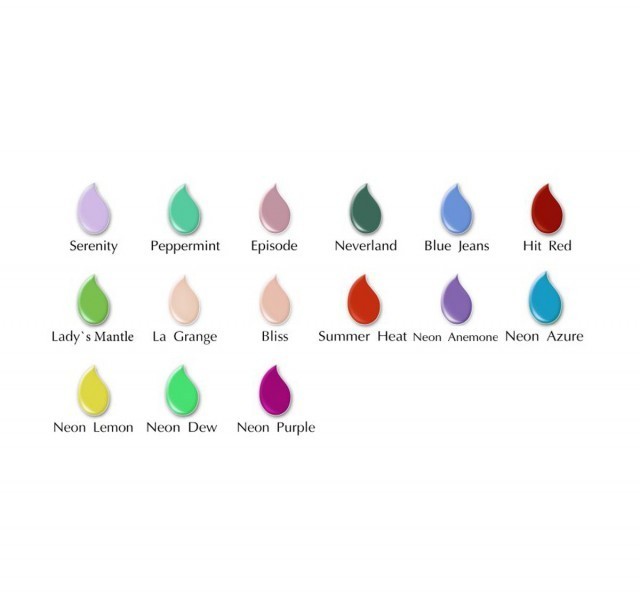 Serenity Peppermint Episode Neverland Blue Jeans Hit Red
Lady`s Mantle La Grange Bliss Summer Heat Neon Anemone Neon Azure
Neon Lemon Neon Dew Neon Purple